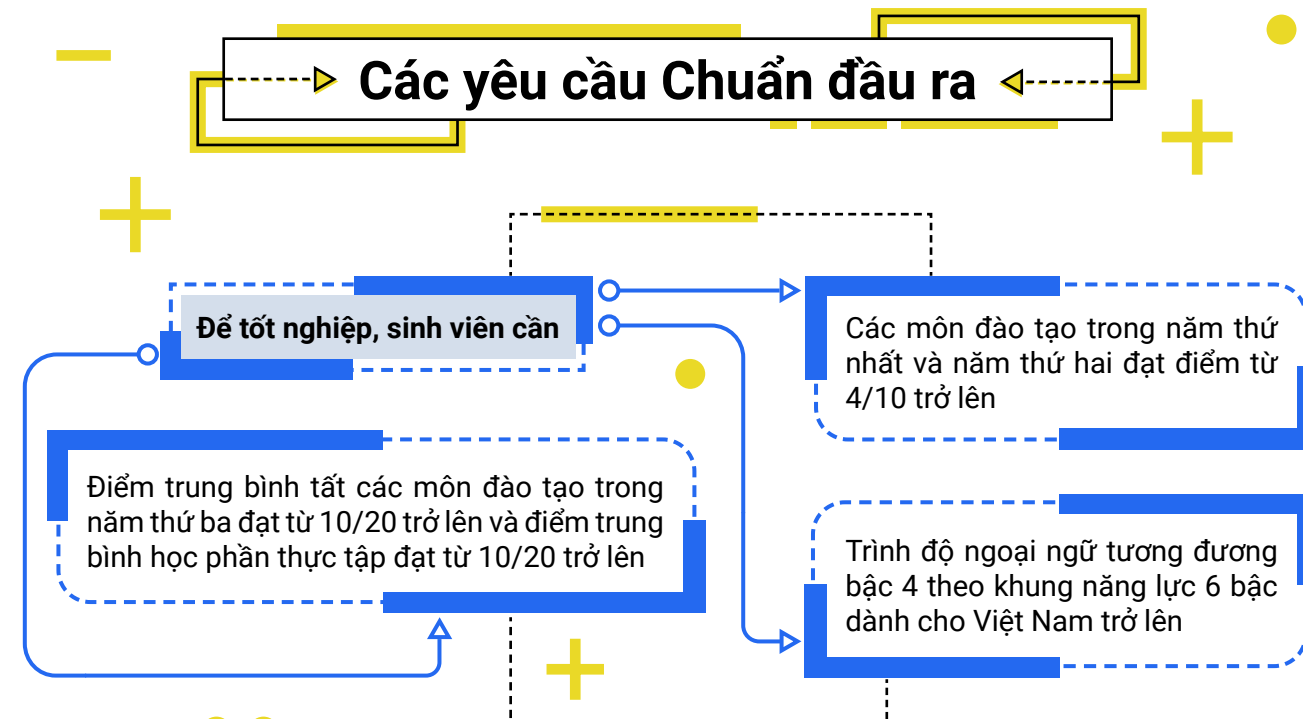 Các yêu cầu Chuẩn đầu ra
Để tốt nghiệp, sinh viên cần
Các môn đào tạo trong năm thứ
nhất và năm thứ hai đạt điểm từ
4/10 trở lên
Điểm trung bình tất các môn đào tạo trong
năm thứ ba đạt từ 10/20 trở lên và điểm trung
bình học phần thực tập đạt từ 10/20 trở lên
Trình độ ngoại ngữ tương đương
bậc 4 theo khung năng lực 6 bậc
dành cho Việt Nam trở lên